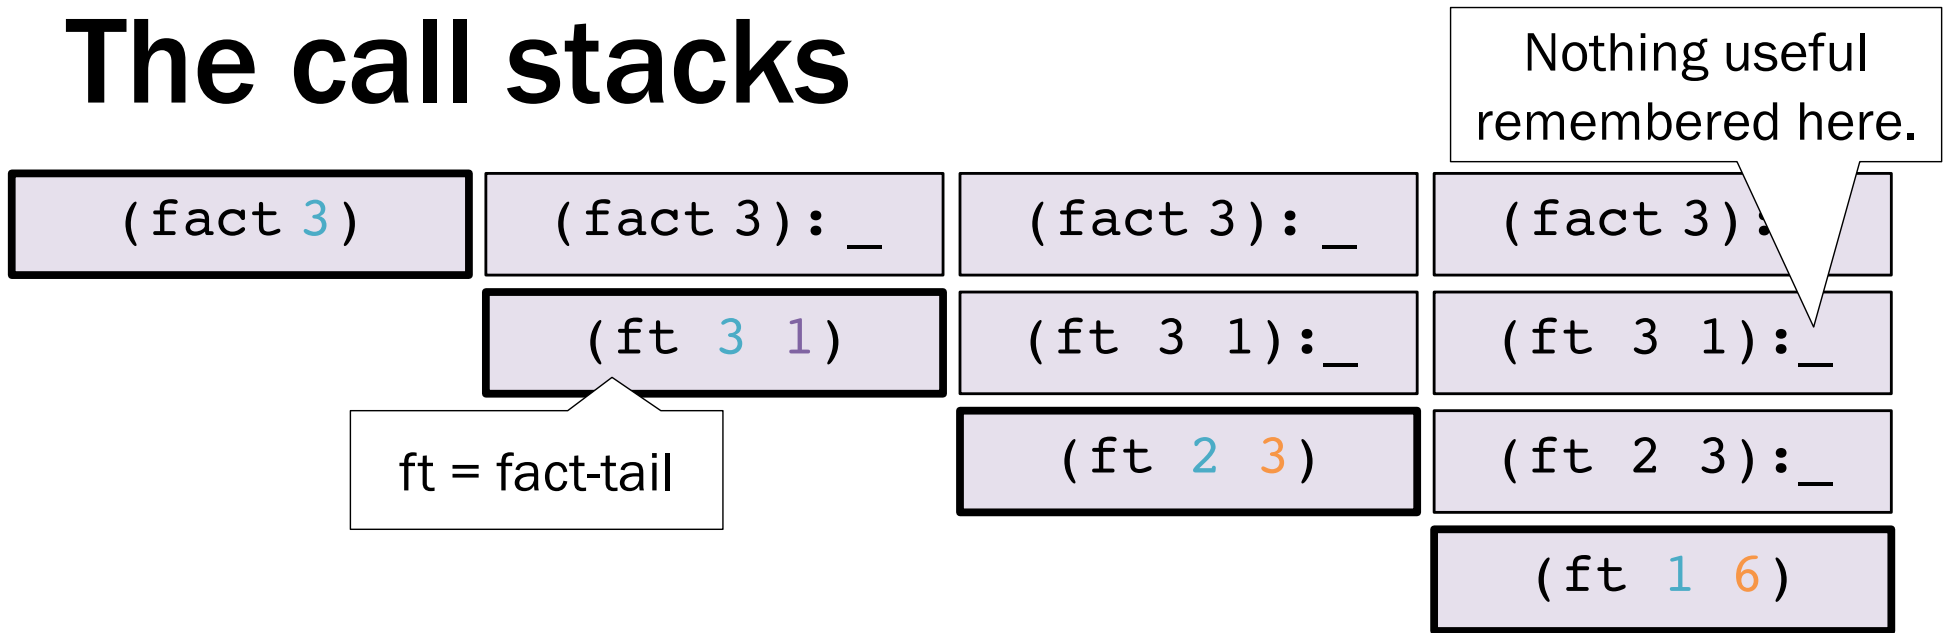 The call stacks
Nothing useful
remembered here.
(fact 3)
(fact 3):_
(fact 3):_
(fact 3):
(ft 3 1)
(ft 3 1):_
(ft 3 1):_
ft = fact-tail
(ft 2 3)
(ft 2 3):_
(ft 1 6)